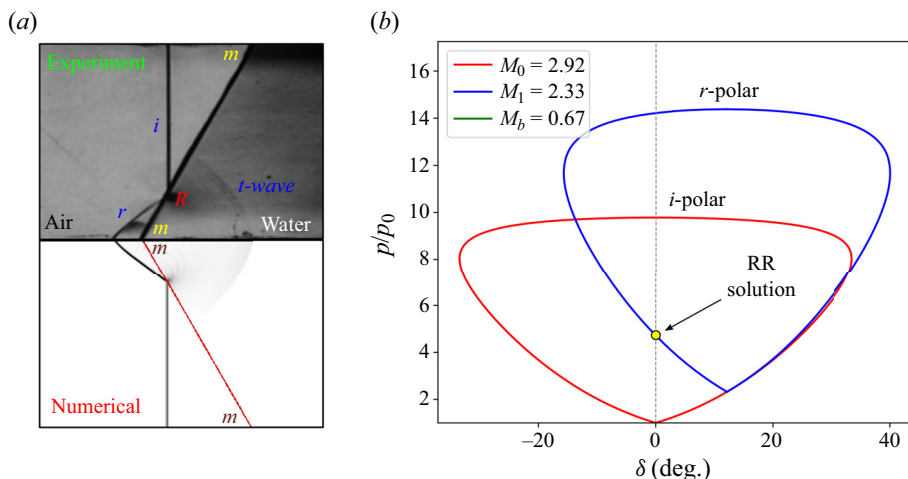 (a)
Experiment
m
i
t-wave
R
r
Air
m
Water
m
Numerical
m
(b)
16
14
12
10
8
6
4
2
p/p0
M0 = 2.92
M1 = 2.33
Mb = 0.67
r-polar
i-polar
RR
solution
−20
0
20
40
δ (deg.)